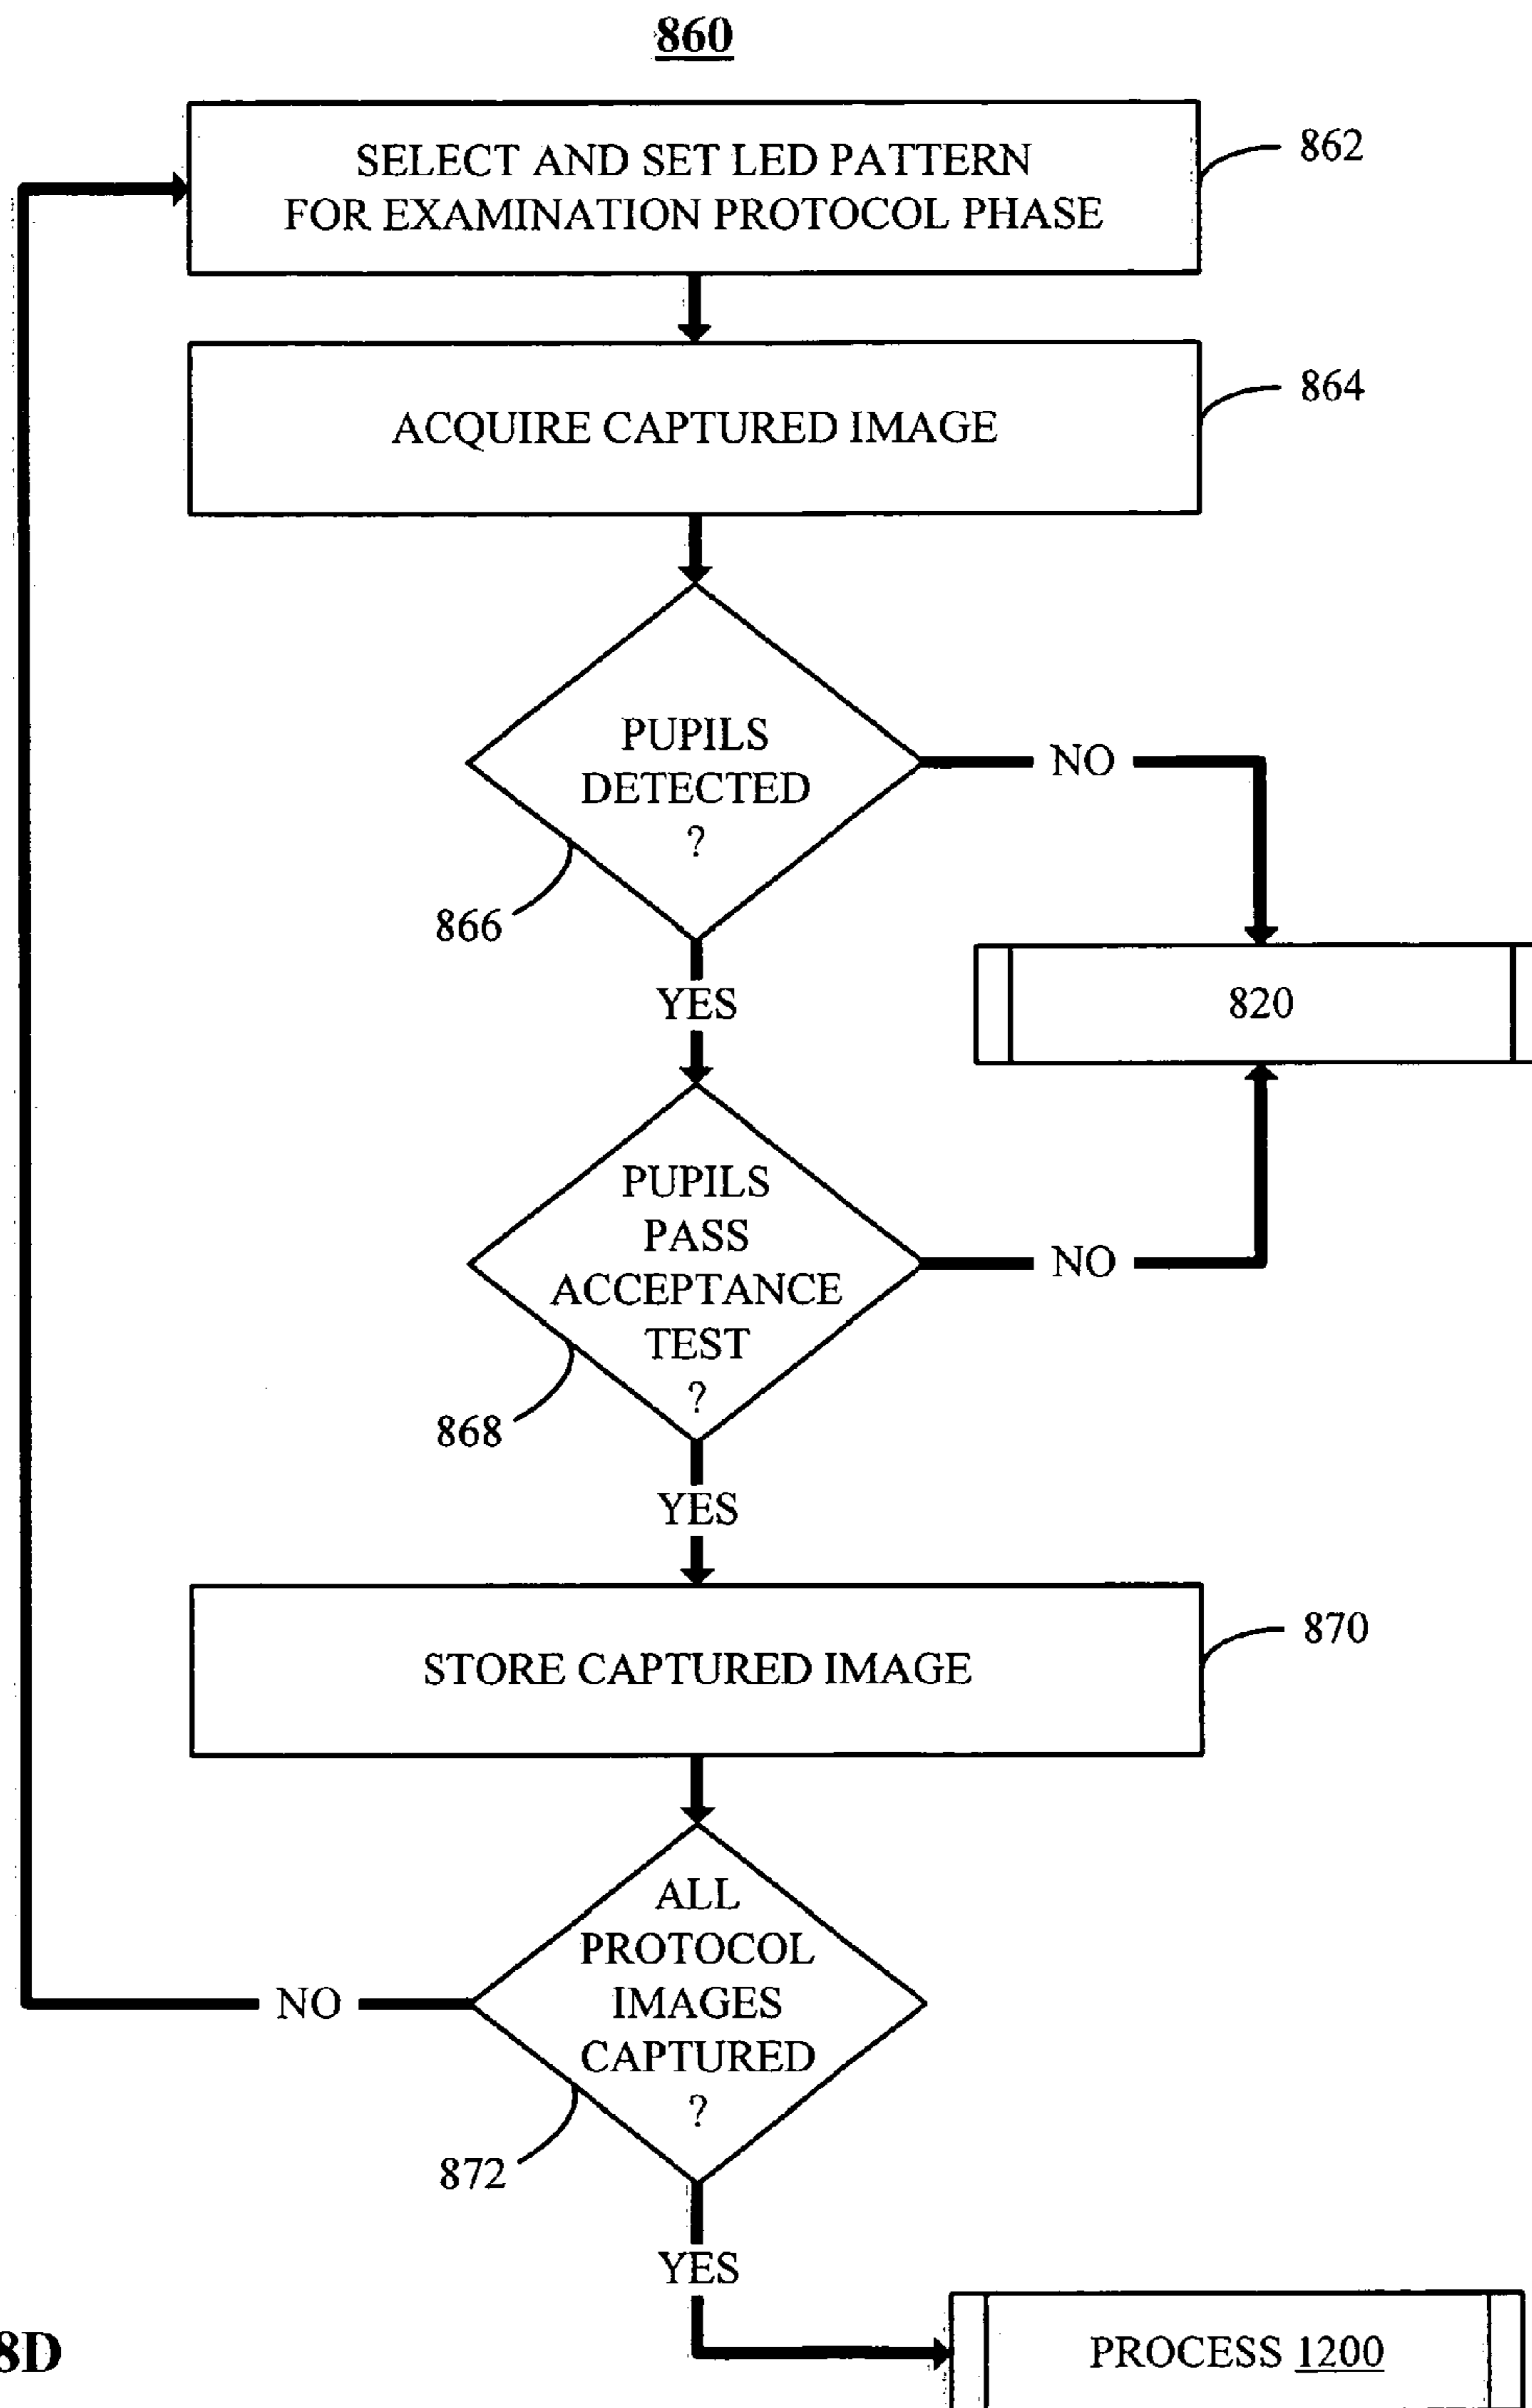 860
SELECT AND SET LED PATTERN
FOR EXAMINATION PROTOCOL PHASE
862
ACQUIRE CAPTURED IMAGE
864
PUPILS
DETECTED
?
NO
866
YES
820
PUPILS
PASS
ACCEPTANCE
TEST
?
NO
868
YES
STORE CAPTURED IMAGE
870
ALL
PROTOCOL
IMAGES
CAPTURED
?
NO
872
YES
PROCESS 1200
8D